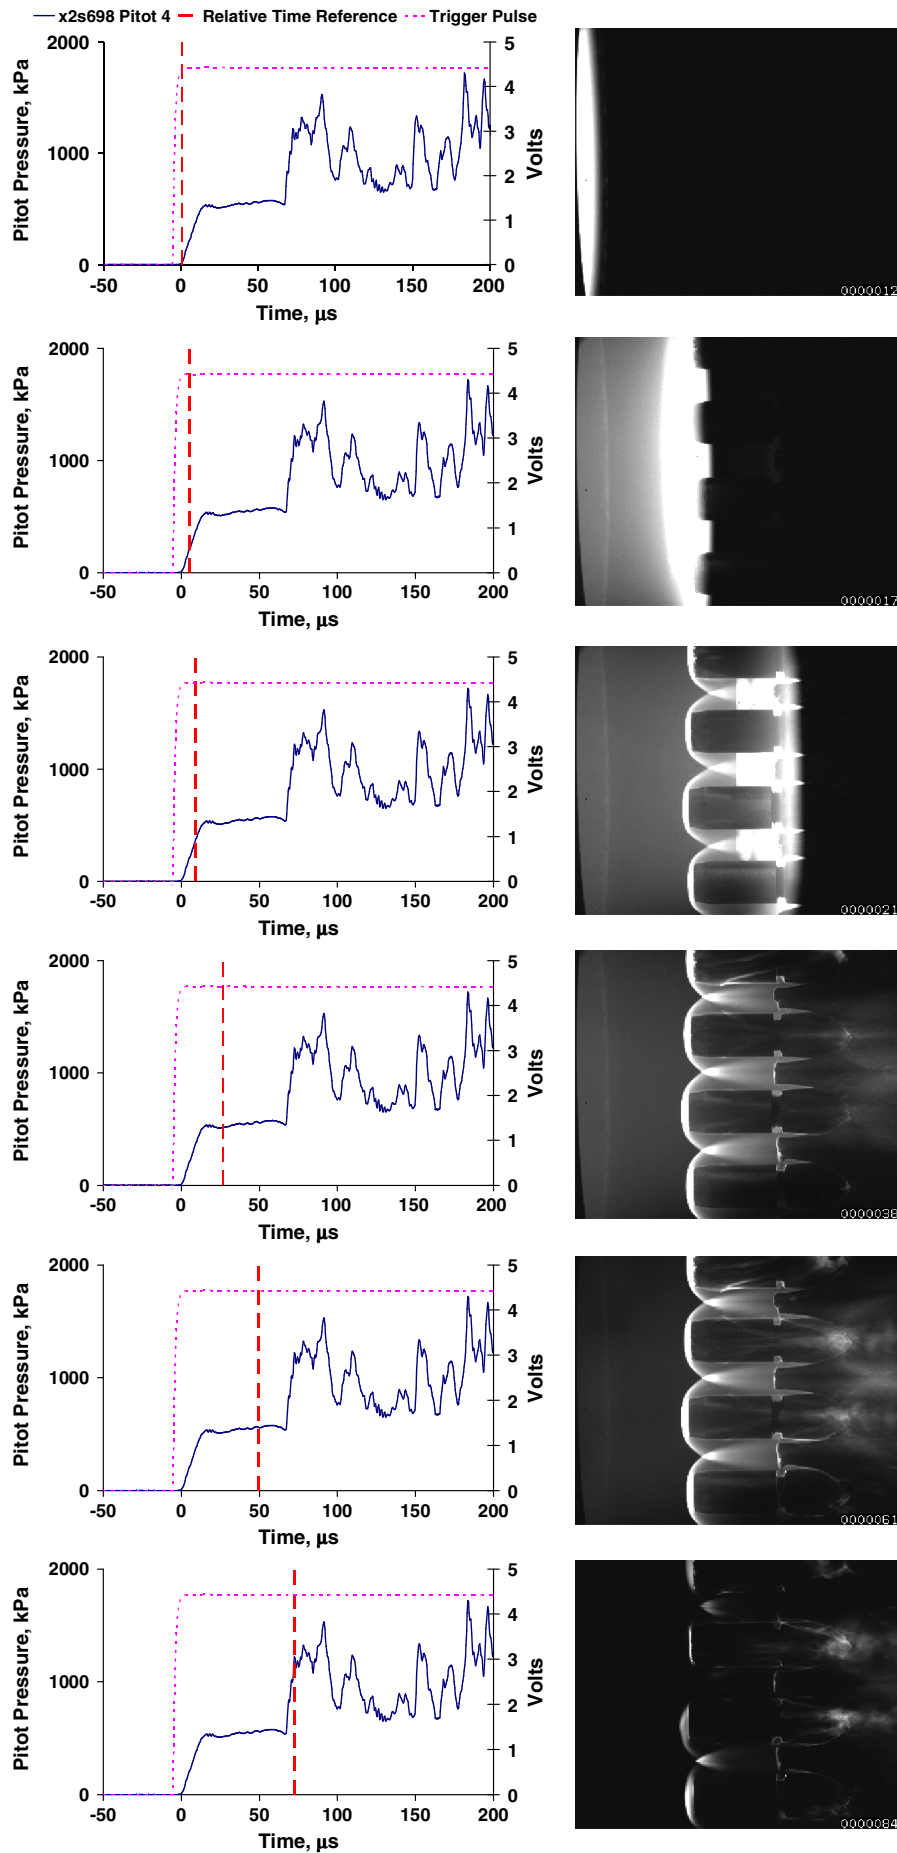 x2s698 Pitot 4 Relative Time Reference Trigger Pulse
2000
1000
0
Pitot Pressure, kPa
5
4
3
2
1
0
Volts
-50 0 50 100 150 200
Time, μs
0000012
2000
1000
0
Pitot Pressure, kPa
5
4
3
2
1
0
Volts
-50 0 50 100 150 200
Time, μs
0000017
2000
1000
0
Pitot Pressure, kPa
5
4
3
2
1
0
Volts
-50 0 50 100 150 200
Time, μs
0000021
2000
1000
0
Pitot Pressure, kPa
5
4
3
2
1
0
Volts
-50 0 50 100 150 200
Time, μs
0000038
2000
1000
0
Pitot Pressure, kPa
5
4
3
2
1
0
Volts
-50 0 50 100 150 200
Time, μs
0000061
2000
1000
0
Pitot Pressure, kPa
5
4
3
2
1
0
Volts
-50 0 50 100 150 200
Time, μs
0000084